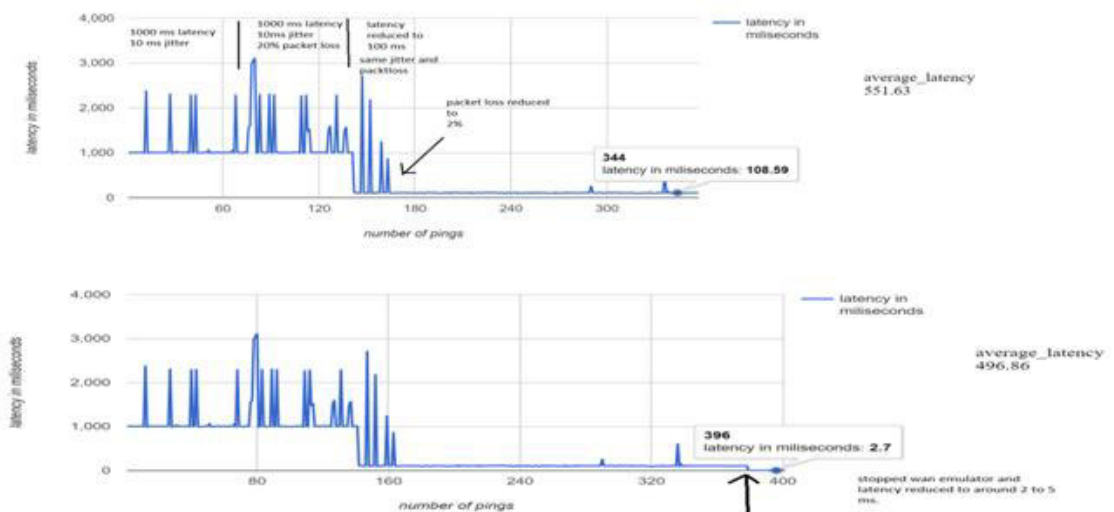 4,000
3,000
2,000
1,000
0
latency in miliseconds
1000 ms latency
10 ms jitter
1000 ms latency
10ms jitter
20% packet loss
latency
reduced to
100 ms
same jitter and
packtloss
packet loss reduced
to
2%
344
latency in miliseconds: 108.59
60
120
180
240
300
number of pings
latency in
miliseconds
average_latency
551.63
4,000
3,000
2,000
1,000
0
latency in miliseconds
396
latency in miliseconds: 2.7
80
160
240
320
400
number of pings
latency in
miliseconds
average_latency
496.86
stopped wan emulator and
latency reduced to around 2 to 5
ms.